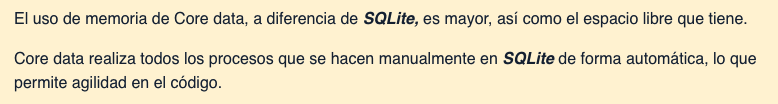 El uso de memoria de Core data, a diferencia de SQLite, es mayor, así como el espacio libre que tiene.
Core data realiza todos los procesos que se hacen manualmente en SQLite de forma automática, lo que
permite agilidad en el código.